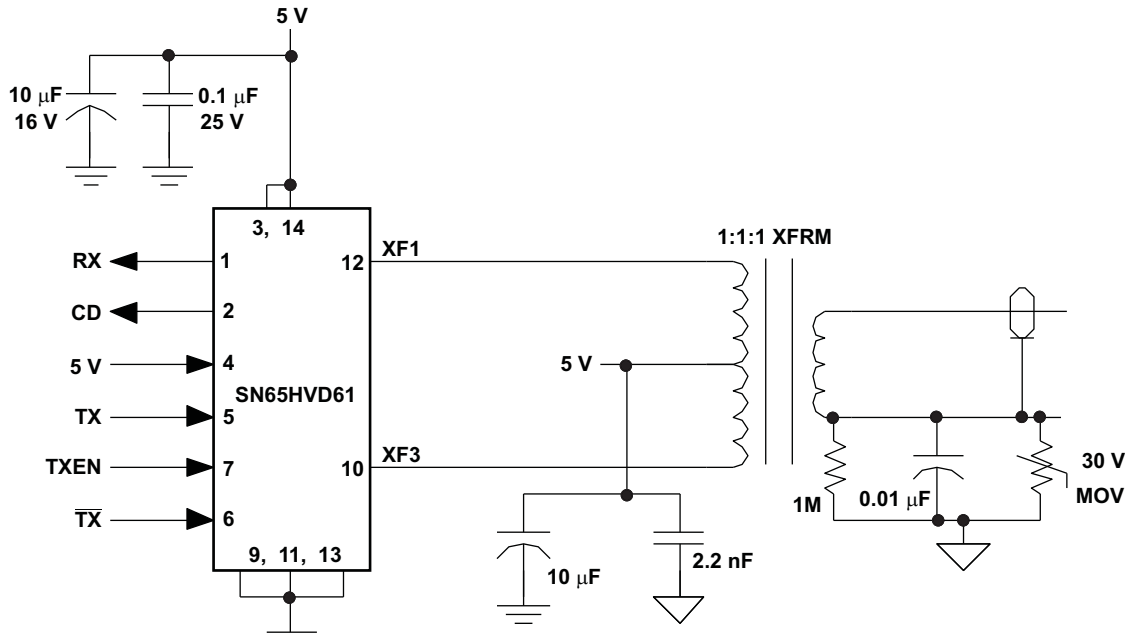 5 V
10 μF
16 V
0.1 μF
25 V
3, 14
1:1:1 XFRM
XF1
RX
1
12
CD
2
5 V
4
5 V
SN65HVD61
TX
5
XF3
TXEN
7
10
30 V
MOV
1M
0.01 μF
T̅X̅
6
9, 11, 13
10 μF
2.2 nF